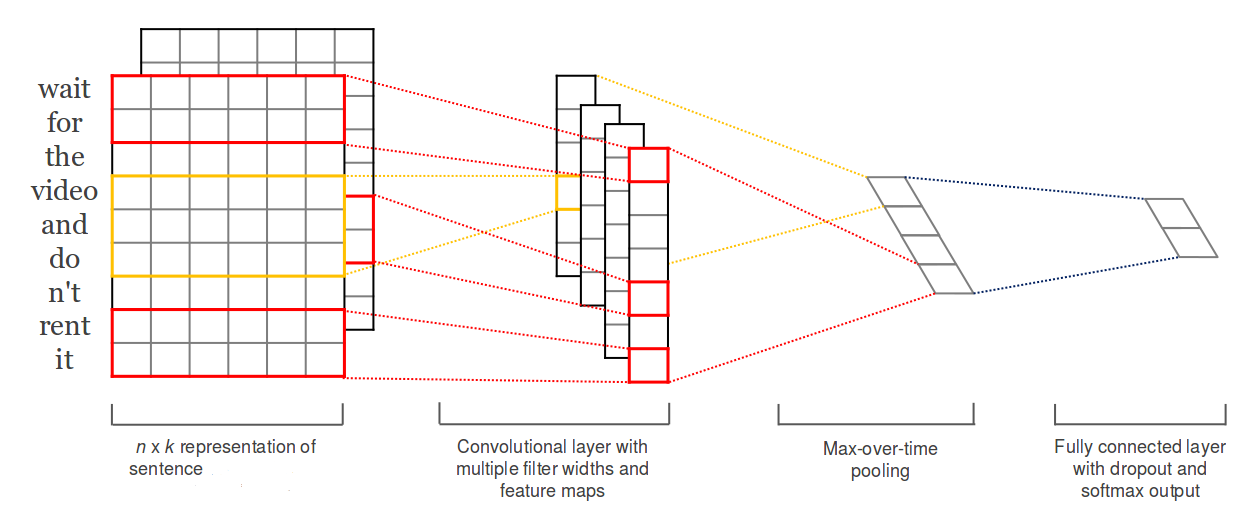 wait
for
the
video
and
do
n't
rent
it
n x k representation of
sentence
Convolutional layer with
multiple filter widths and
feature maps
Max-over-time
pooling
Fully connected layer
with dropout and
softmax output